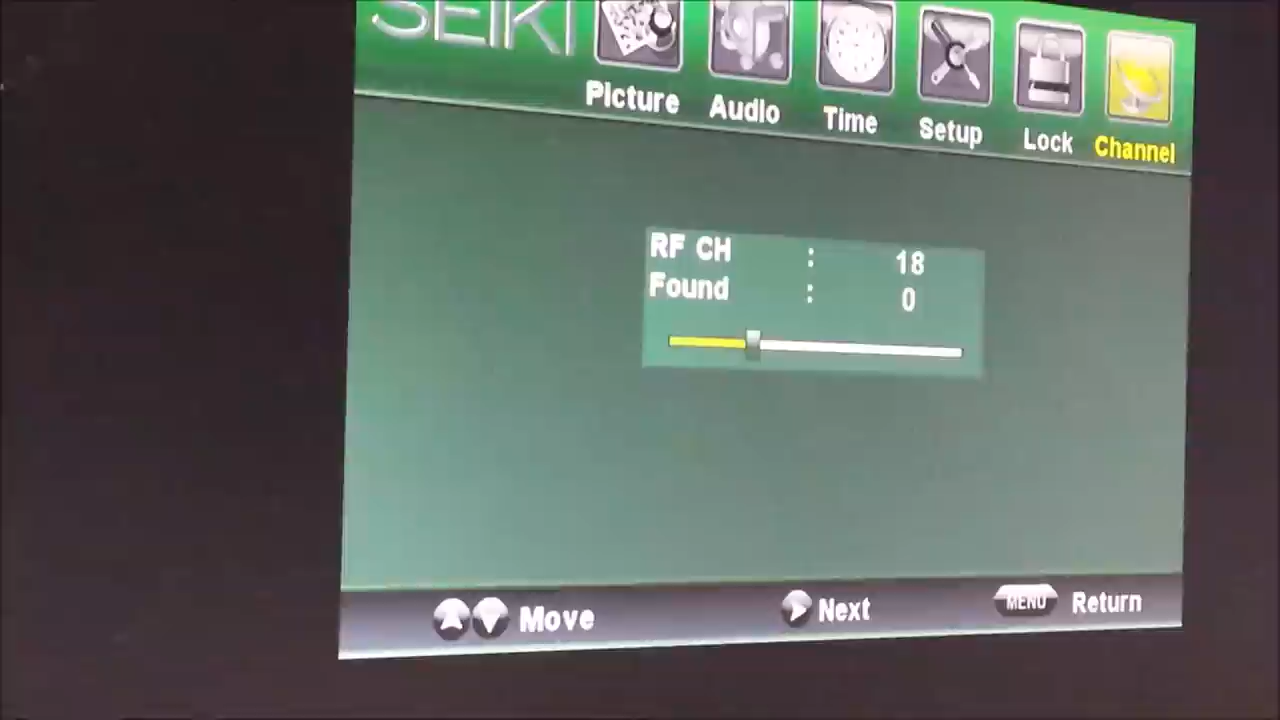 SEIKI
Picture Audio Time Setup Lock Channel
RF CH : 18
Found : 0
Move Next MENU Return